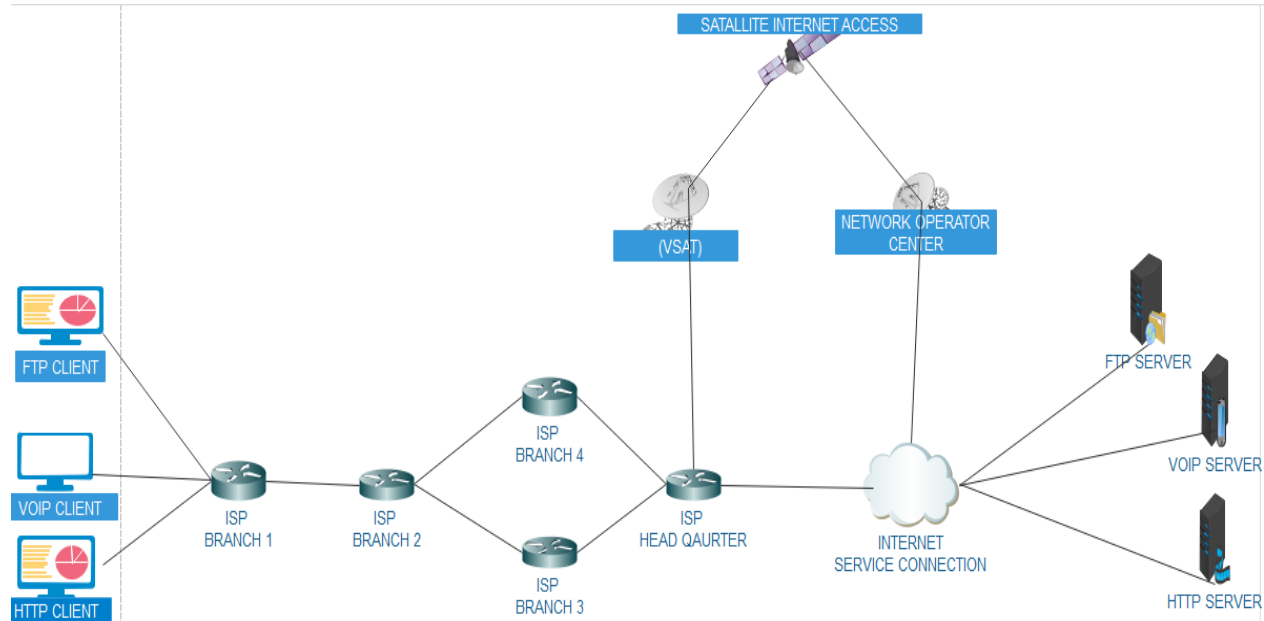 SATALLITE INTERNET ACCESS
(VSAT)
NETWORK OPERATOR
CENTER
FTP CLIENT
FTP SERVER
ISP
BRANCH 4
VOIP SERVER
VOIP CLIENT
ISP
BRANCH 1
ISP
BRANCH 2
ISP
HEAD QAURTER
INTERNET
SERVICE CONNECTION
ISP
BRANCH 3
HTTP CLIENT
HTTP SERVER